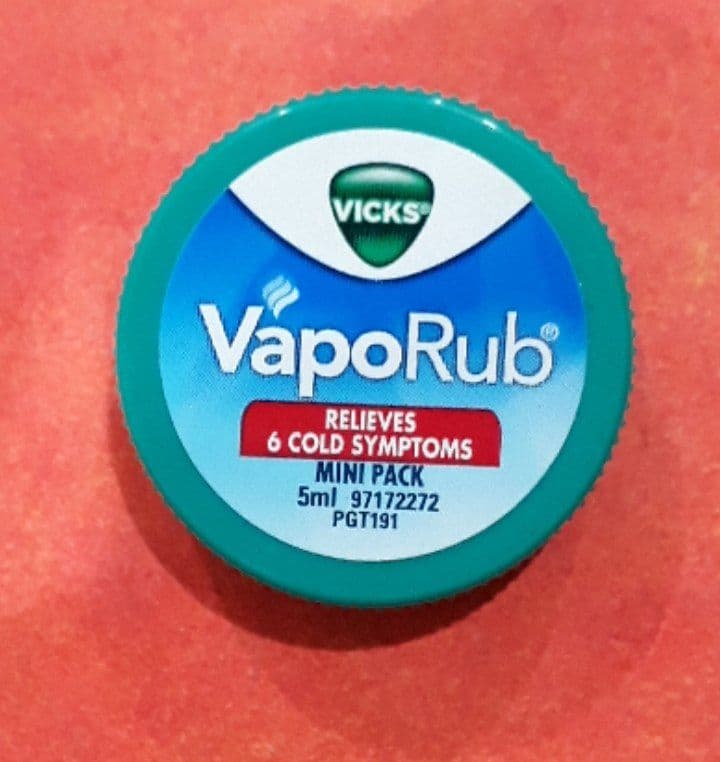 VICKS®
VapoRub®
RELIEVES
6 COLD SYMPTOMS
MINI PACK
5ml 97172272
PGT191